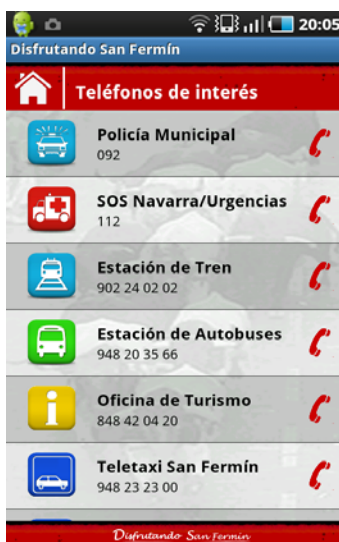 20:05
Disfrutando San Fermín
Teléfonos de interés
Policía Municipal
092
SOS Navarra/Urgencias
112
Estación de Tren
902 24 02 02
Estación de Autobuses
948 20 35 66
Oficina de Turismo
848 42 04 20
Teletaxi San Fermín
948 23 23 00
Disfrutando San Fermín